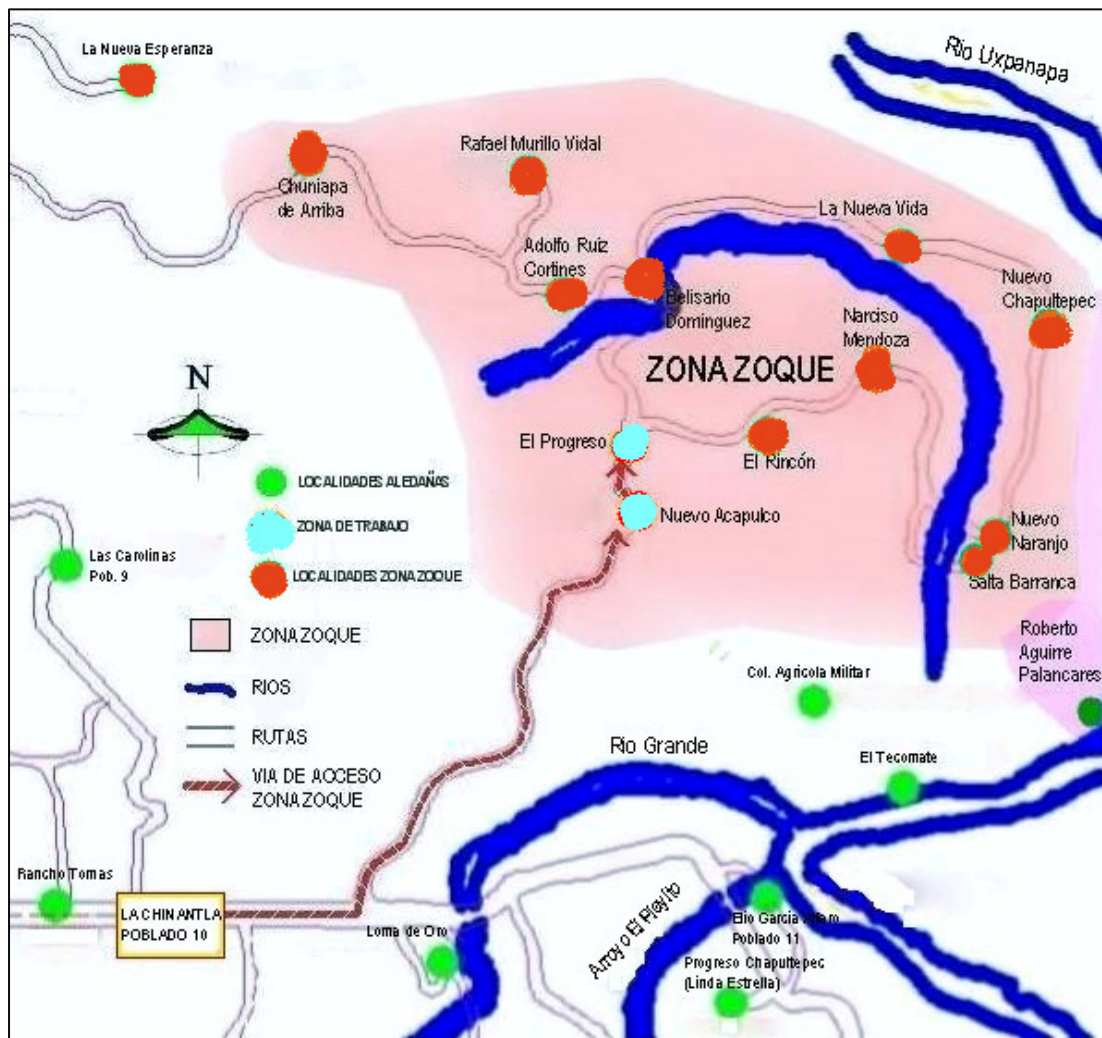 La Nueva Esperanza
Rio Uxpanapa
Rafael Murillo Vidal
Chuniapa
de Arriba
La Nueva Vida
Adolfo Ruiz
Cortines
Nuevo
Chapultepec
Belisario
Dominguez
Narciso
Mendoza
ZONA ZOQUE
N
El Progreso
El Rincón
LOCALIDADES ALEDAÑAS
Nuevo Acapulco
ZONA DE TRABAJO
Nuevo
Naranjo
Las Carolinas
Pob. 9
LOCALIDADES ZONA ZOQUE
Salta Barranca
ZONA ZOQUE
Roberto
Aguirre
Palancares
Col. Agricola Militar
RIOS
RUTAS
Rio Grande
El Tecomate
VIA DE ACCESO
ZONA ZOQUE
Rancho Tomas
LA CHINANTLA
POBLADO 10
Loma de Oro
Arroyo El Playito
Elio Garcia Alfaro
Poblado 11
Progreso Chapultepec
(Linda Estrella)